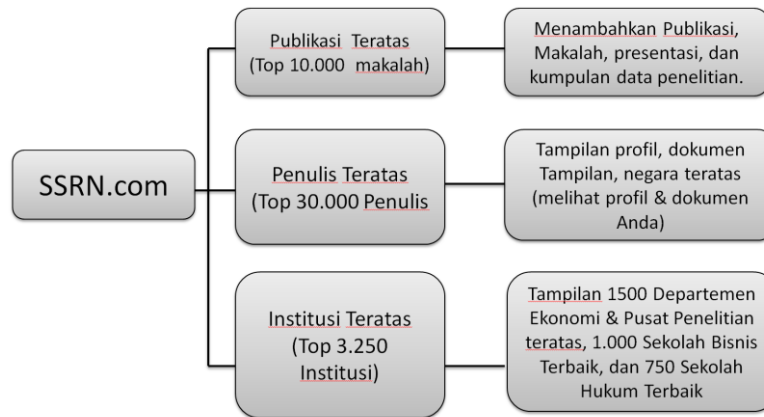 SSRN.com
Publikasi Teratas
(Top 10.000 makalah)
Menambahkan Publikasi,
Makalah, presentasi, dan
kumpulan data penelitian.
Penulis Teratas
(Top 30.000 Penulis
Tampilan profil, dokumen
Tampilan, negara teratas
(melihat profil & dokumen
Anda)
Institusi Teratas
(Top 3.250
Institusi)
Tampilan 1500 Departemen
Ekonomi & Pusat Penelitian
teratas, 1.000 Sekolah Bisnis
Terbaik, dan 750 Sekolah
Hukum Terbaik